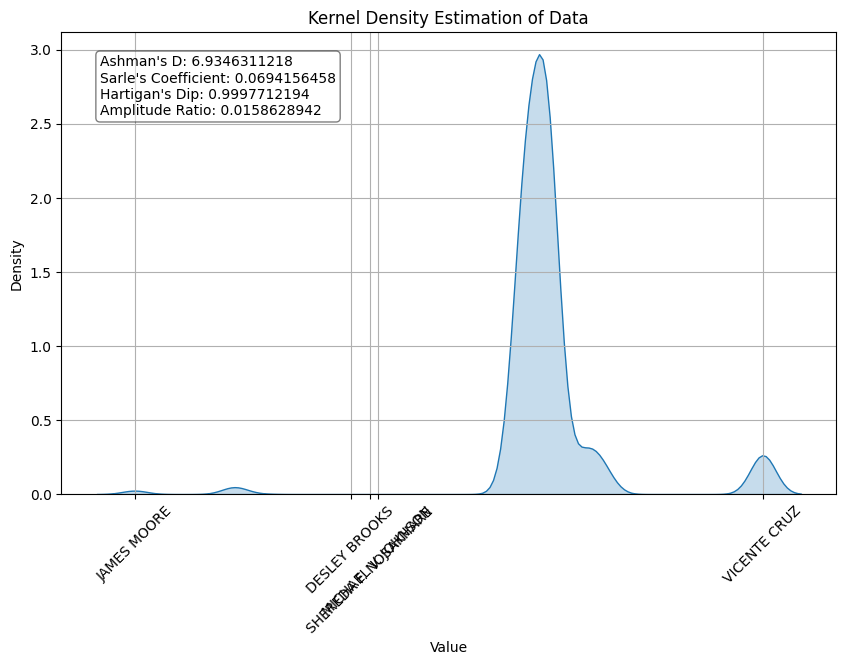 Kernel Density Estimation of Data
Ashman's D: 6.9346311218
Sarle's Coefficient: 0.0694156458
Hartigan's Dip: 0.9997712194
Amplitude Ratio: 0.0158628942
Density
3.0
2.5
2.0
1.5
1.0
0.5
0.0
JAMES MOORE
DESLEY BROOKS
VICENTE CRUZ
Value